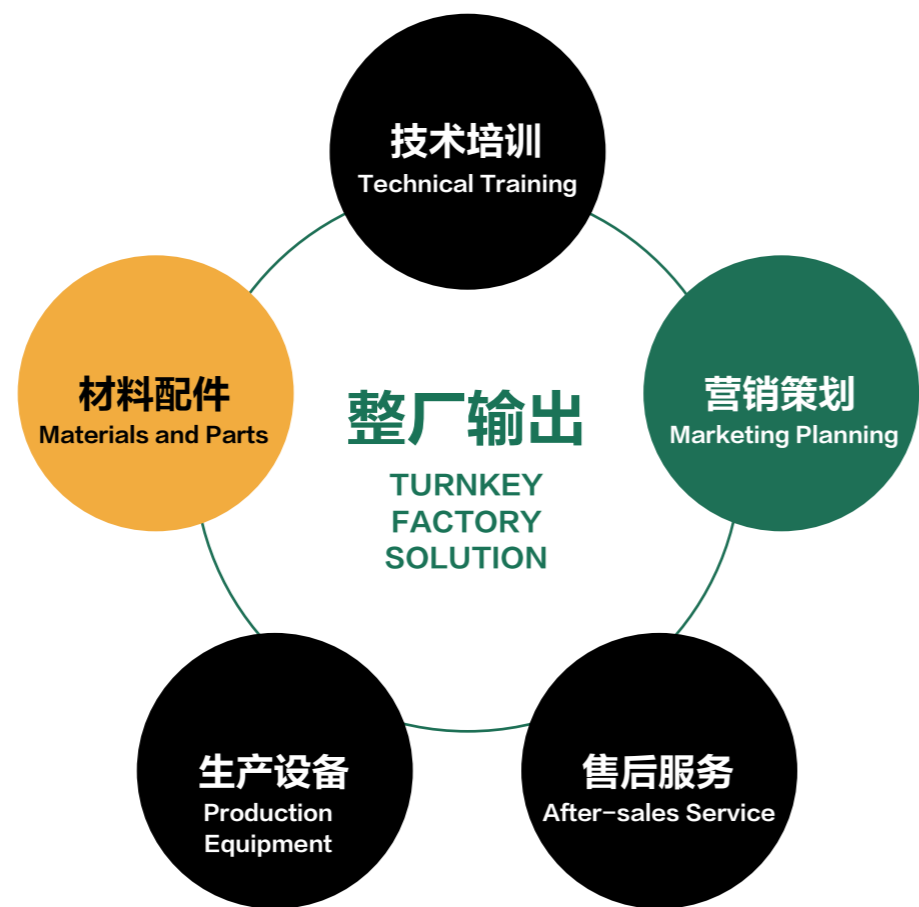 技术培训
Technical Training
材料配件
Materials and Parts
整厂输出
TURNKEY
FACTORY
SOLUTION
营销策划
Marketing Planning
生产设备
Production
Equipment
售后服务
After-sales Service